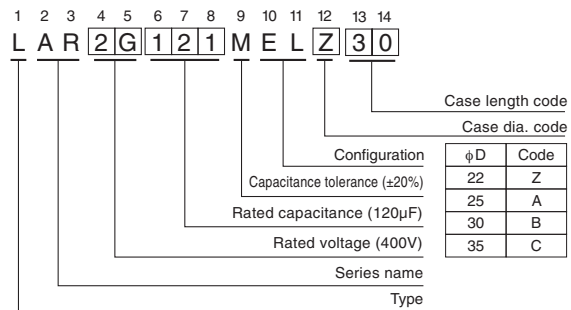 1 2 3 4 5 6 7 8 9 10 11 12 13 14
L A R 2 G 1 2 1 M E L Z 3 0
Case length code
Case dia. code
Configuration
Capacitance tolerance (±20%)
Rated capacitance (120µF)
Rated voltage (400V)
Series name
Type
ϕD Code
22 Z
25 A
30 B
35 C